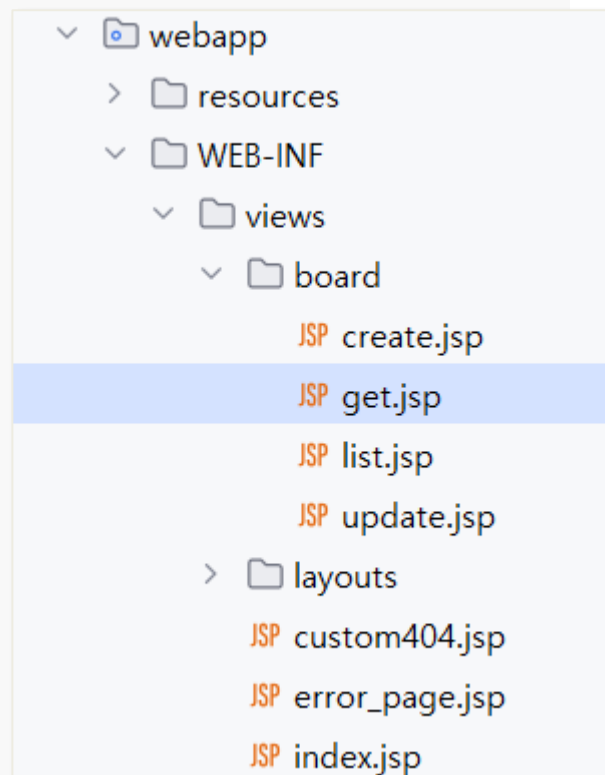 webapp
resources
WEB-INF
views
board
JSP create.jsp
JSP get.jsp
JSP list.jsp
JSP update.jsp
layouts
JSP custom404.jsp
JSP error_page.jsp
JSP index.jsp